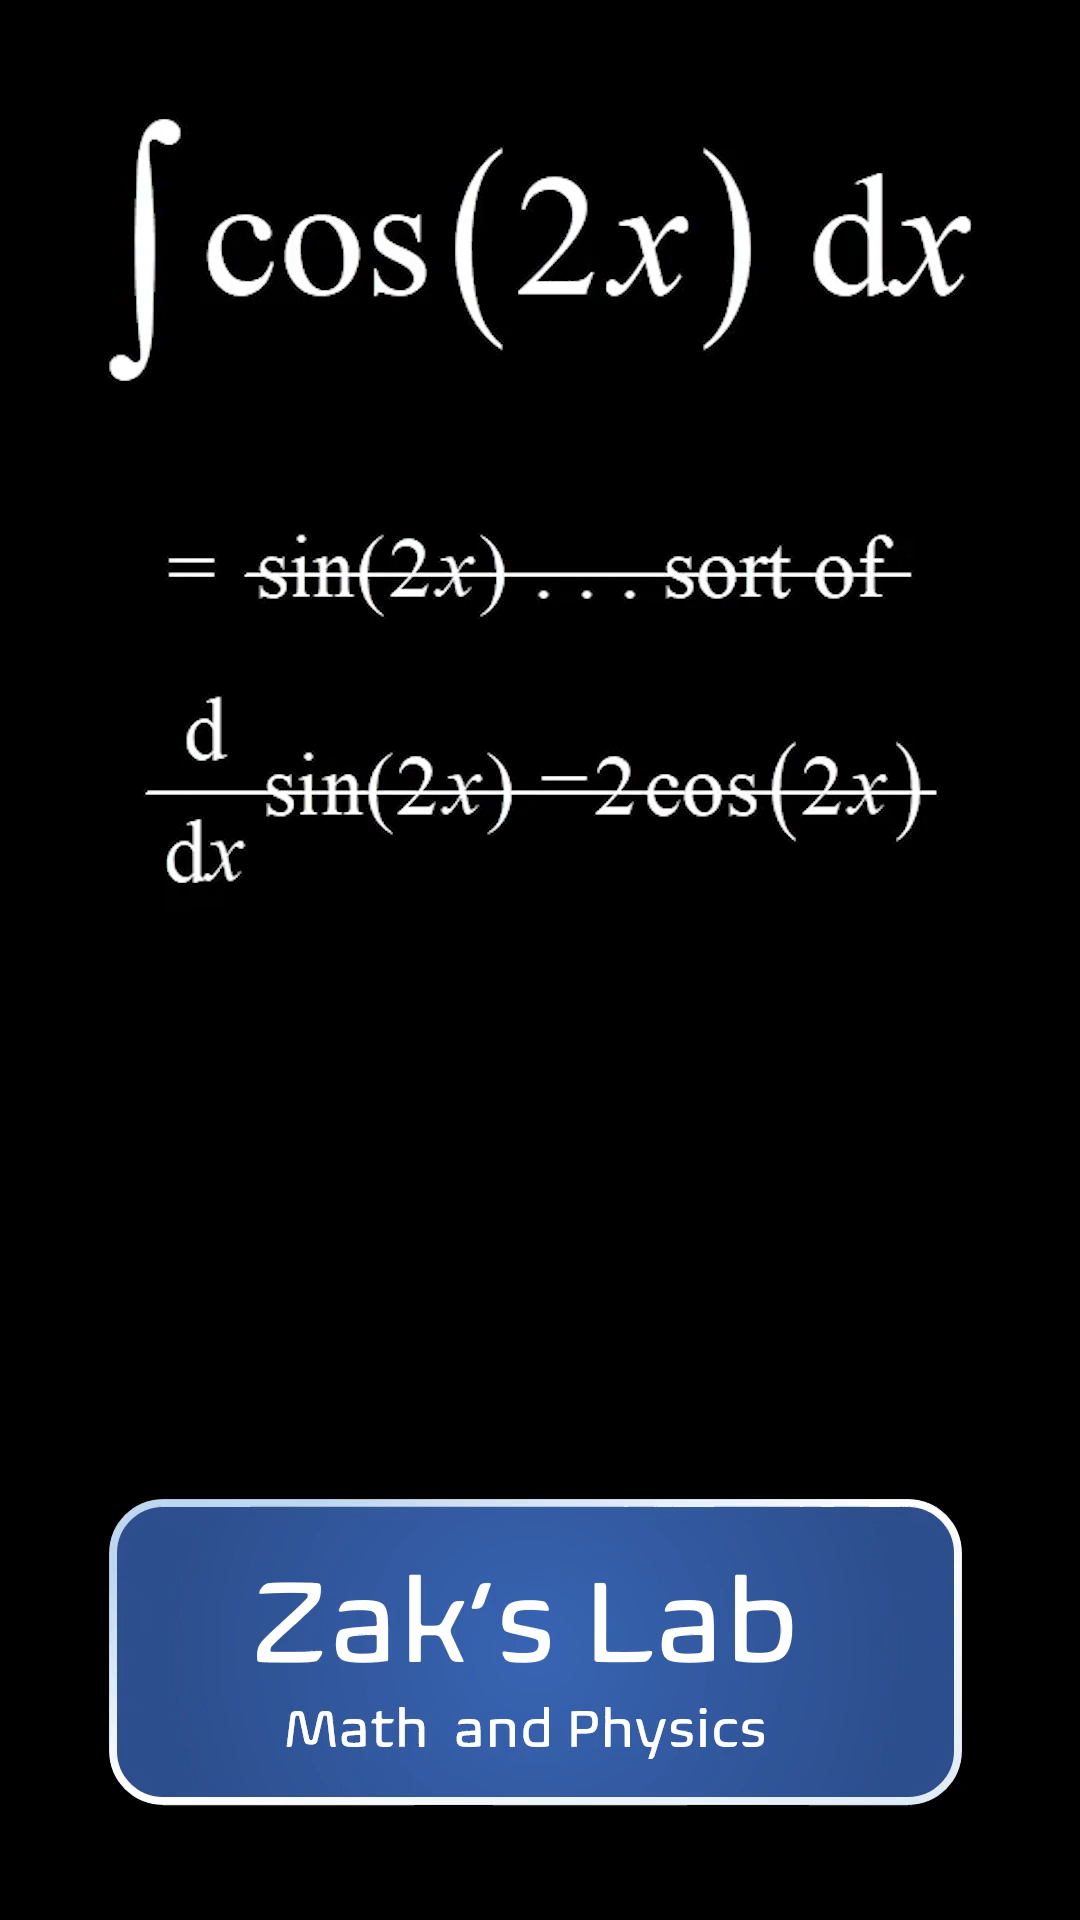 ∫cos(2x) dx
= sin(2x) . . . sort of
d/dx sin(2x) = 2cos(2x)
Zak's Lab
Math and Physics